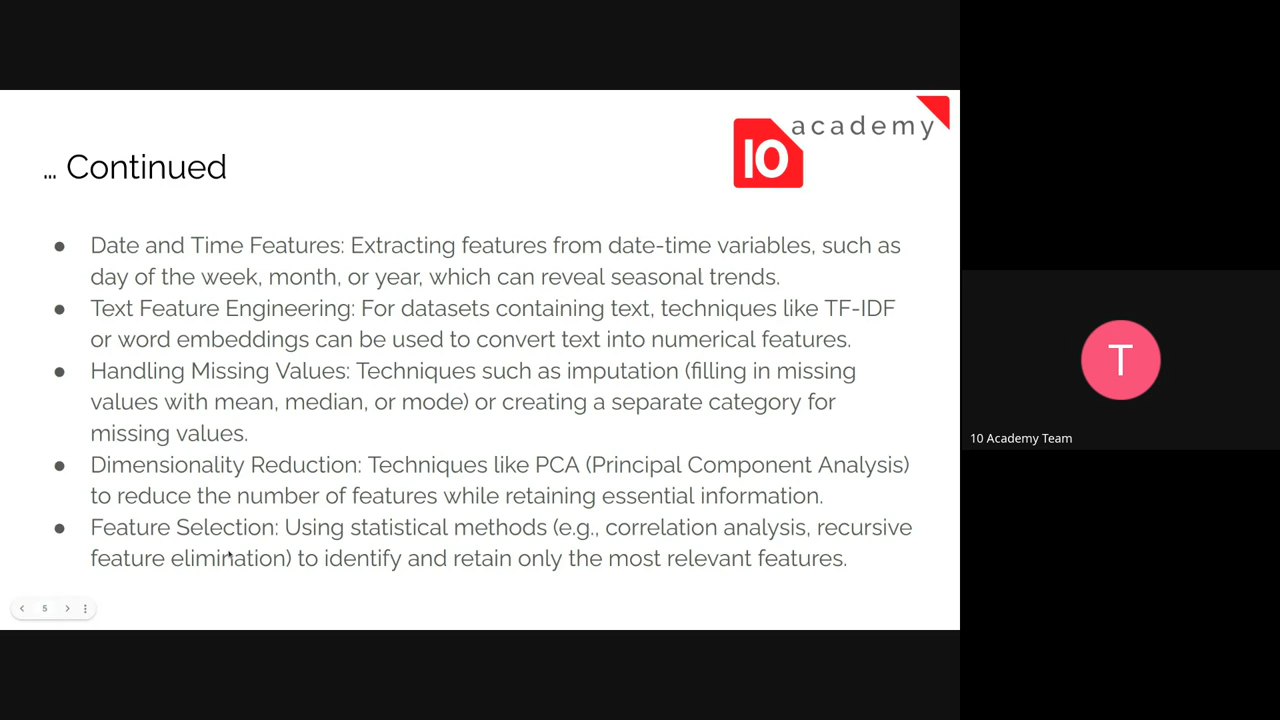 10 academy
... Continued
● Date and Time Features: Extracting features from date-time variables, such as
day of the week, month, or year, which can reveal seasonal trends.
● Text Feature Engineering: For datasets containing text, techniques like TF-IDF
or word embeddings can be used to convert text into numerical features.
● Handling Missing Values: Techniques such as imputation (filling in missing
values with mean, median, or mode) or creating a separate category for
missing values.
● Dimensionality Reduction: Techniques like PCA (Principal Component Analysis)
to reduce the number of features while retaining essential information.
● Feature Selection: Using statistical methods (e.g., correlation analysis, recursive
feature elimination) to identify and retain only the most relevant features.
5
T
10 Academy Team